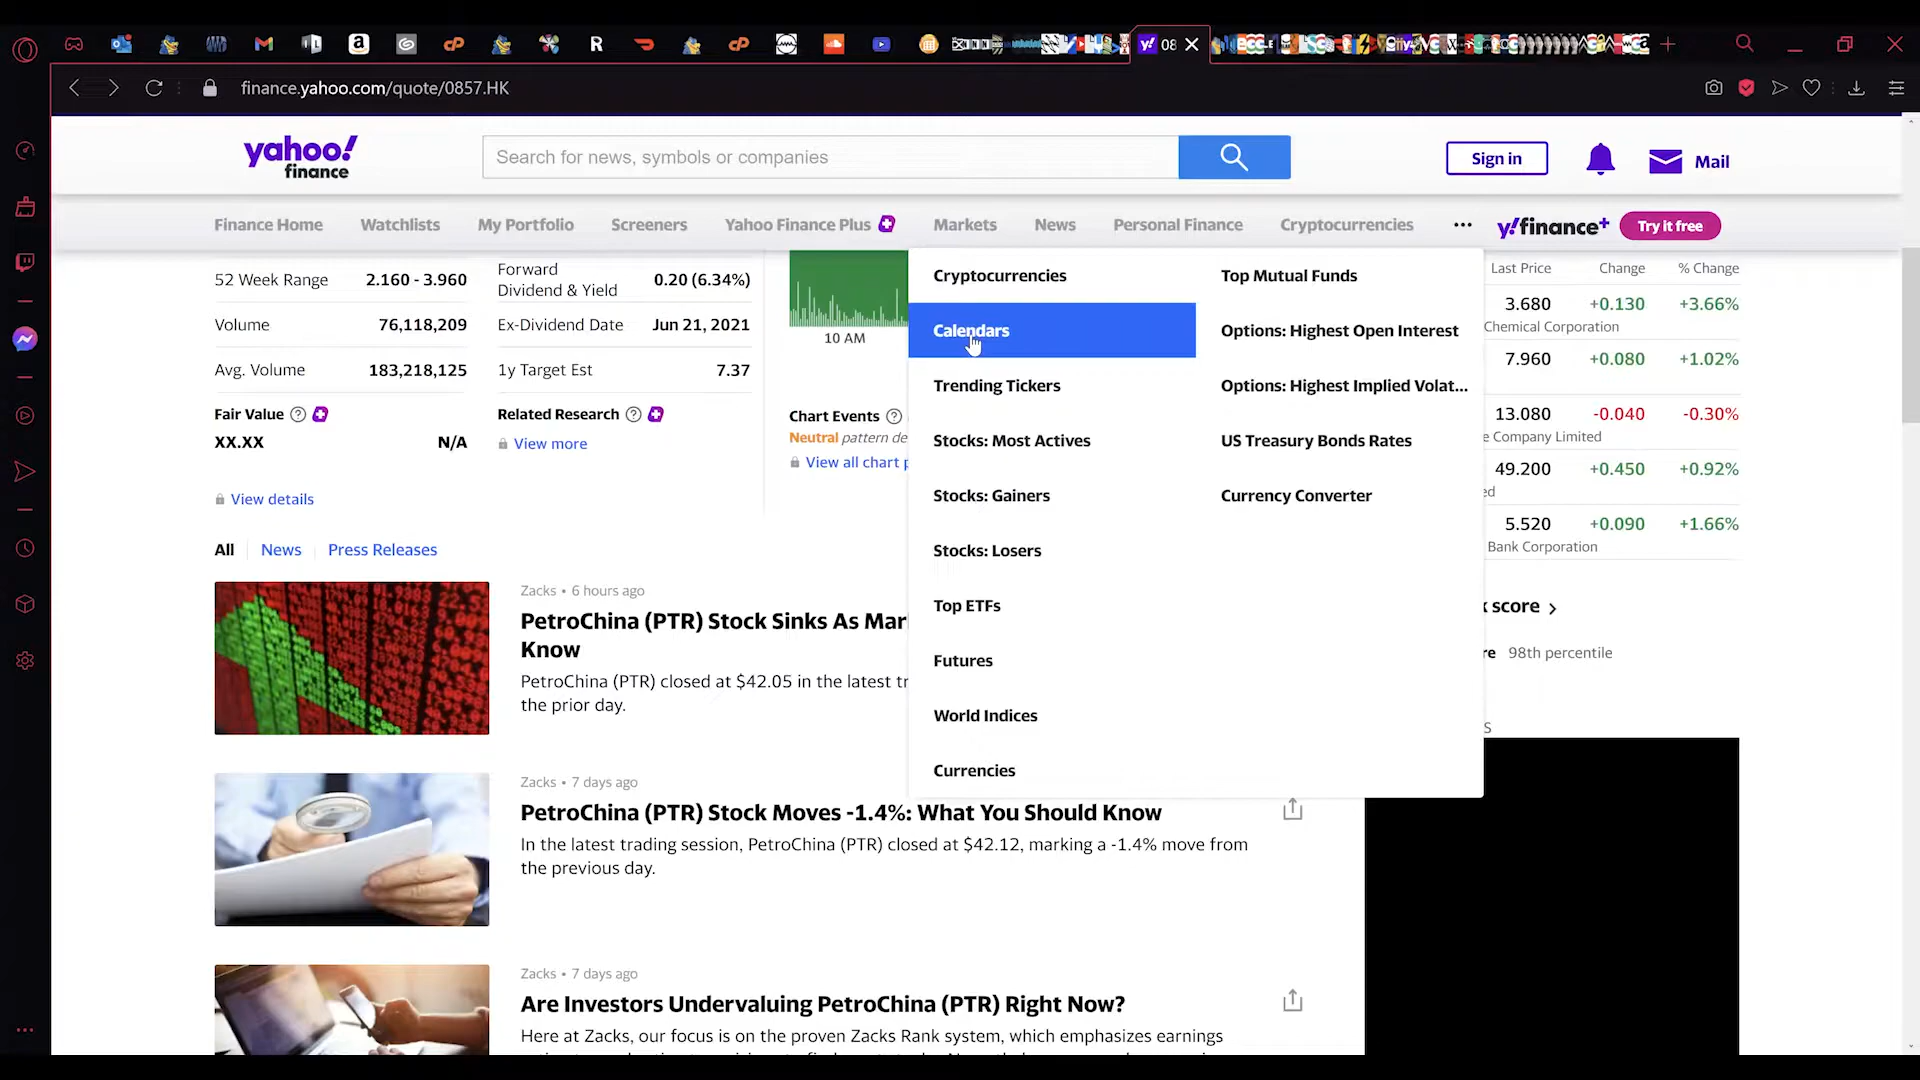 08
finance.yahoo.com/quote/0857.HK
yahoo!
finance
Search for news, symbols or companies
Sign in
Mail
Finance Home
Watchlists
My Portfolio
Screeners
Yahoo Finance Plus
Markets
News
Personal Finance
Cryptocurrencies
y!finance+
Try it free
52 Week Range 2.160 - 3.960
Forward
Dividend & Yield 0.20 (6.34%)
Volume 76,118,209
Ex-Dividend Date Jun 21, 2021
Avg. Volume 183,218,125
1y Target Est 7.37
Fair Value
XX.XX N/A
View details
Related Research
View more
10 AM
Chart Events
Neutral pattern de
View all chart p
Cryptocurrencies
Calendars
Trending Tickers
Stocks: Most Actives
Stocks: Gainers
Stocks: Losers
Top ETFs
Futures
World Indices
Currencies
Top Mutual Funds
Options: Highest Open Interest
Options: Highest Implied Volat...
US Treasury Bonds Rates
Currency Converter
Last Price Change % Change
3.680 +0.130 +3.66%
Chemical Corporation
7.960 +0.080 +1.02%
13.080 -0.040 -0.30%
e Company Limited
49.200 +0.450 +0.92%
ed
5.520 +0.090 +1.66%
Bank Corporation
score
re 98th percentile
S
All News Press Releases
Zacks • 6 hours ago
PetroChina (PTR) Stock Sinks As Mar
Know
PetroChina (PTR) closed at $42.05 in the latest tr
the prior day.
Zacks • 7 days ago
PetroChina (PTR) Stock Moves -1.4%: What You Should Know
In the latest trading session, PetroChina (PTR) closed at $42.12, marking a -1.4% move from
the previous day.
Zacks • 7 days ago
Are Investors Undervaluing PetroChina (PTR) Right Now?
Here at Zacks, our focus is on the proven Zacks Rank system, which emphasizes earnings